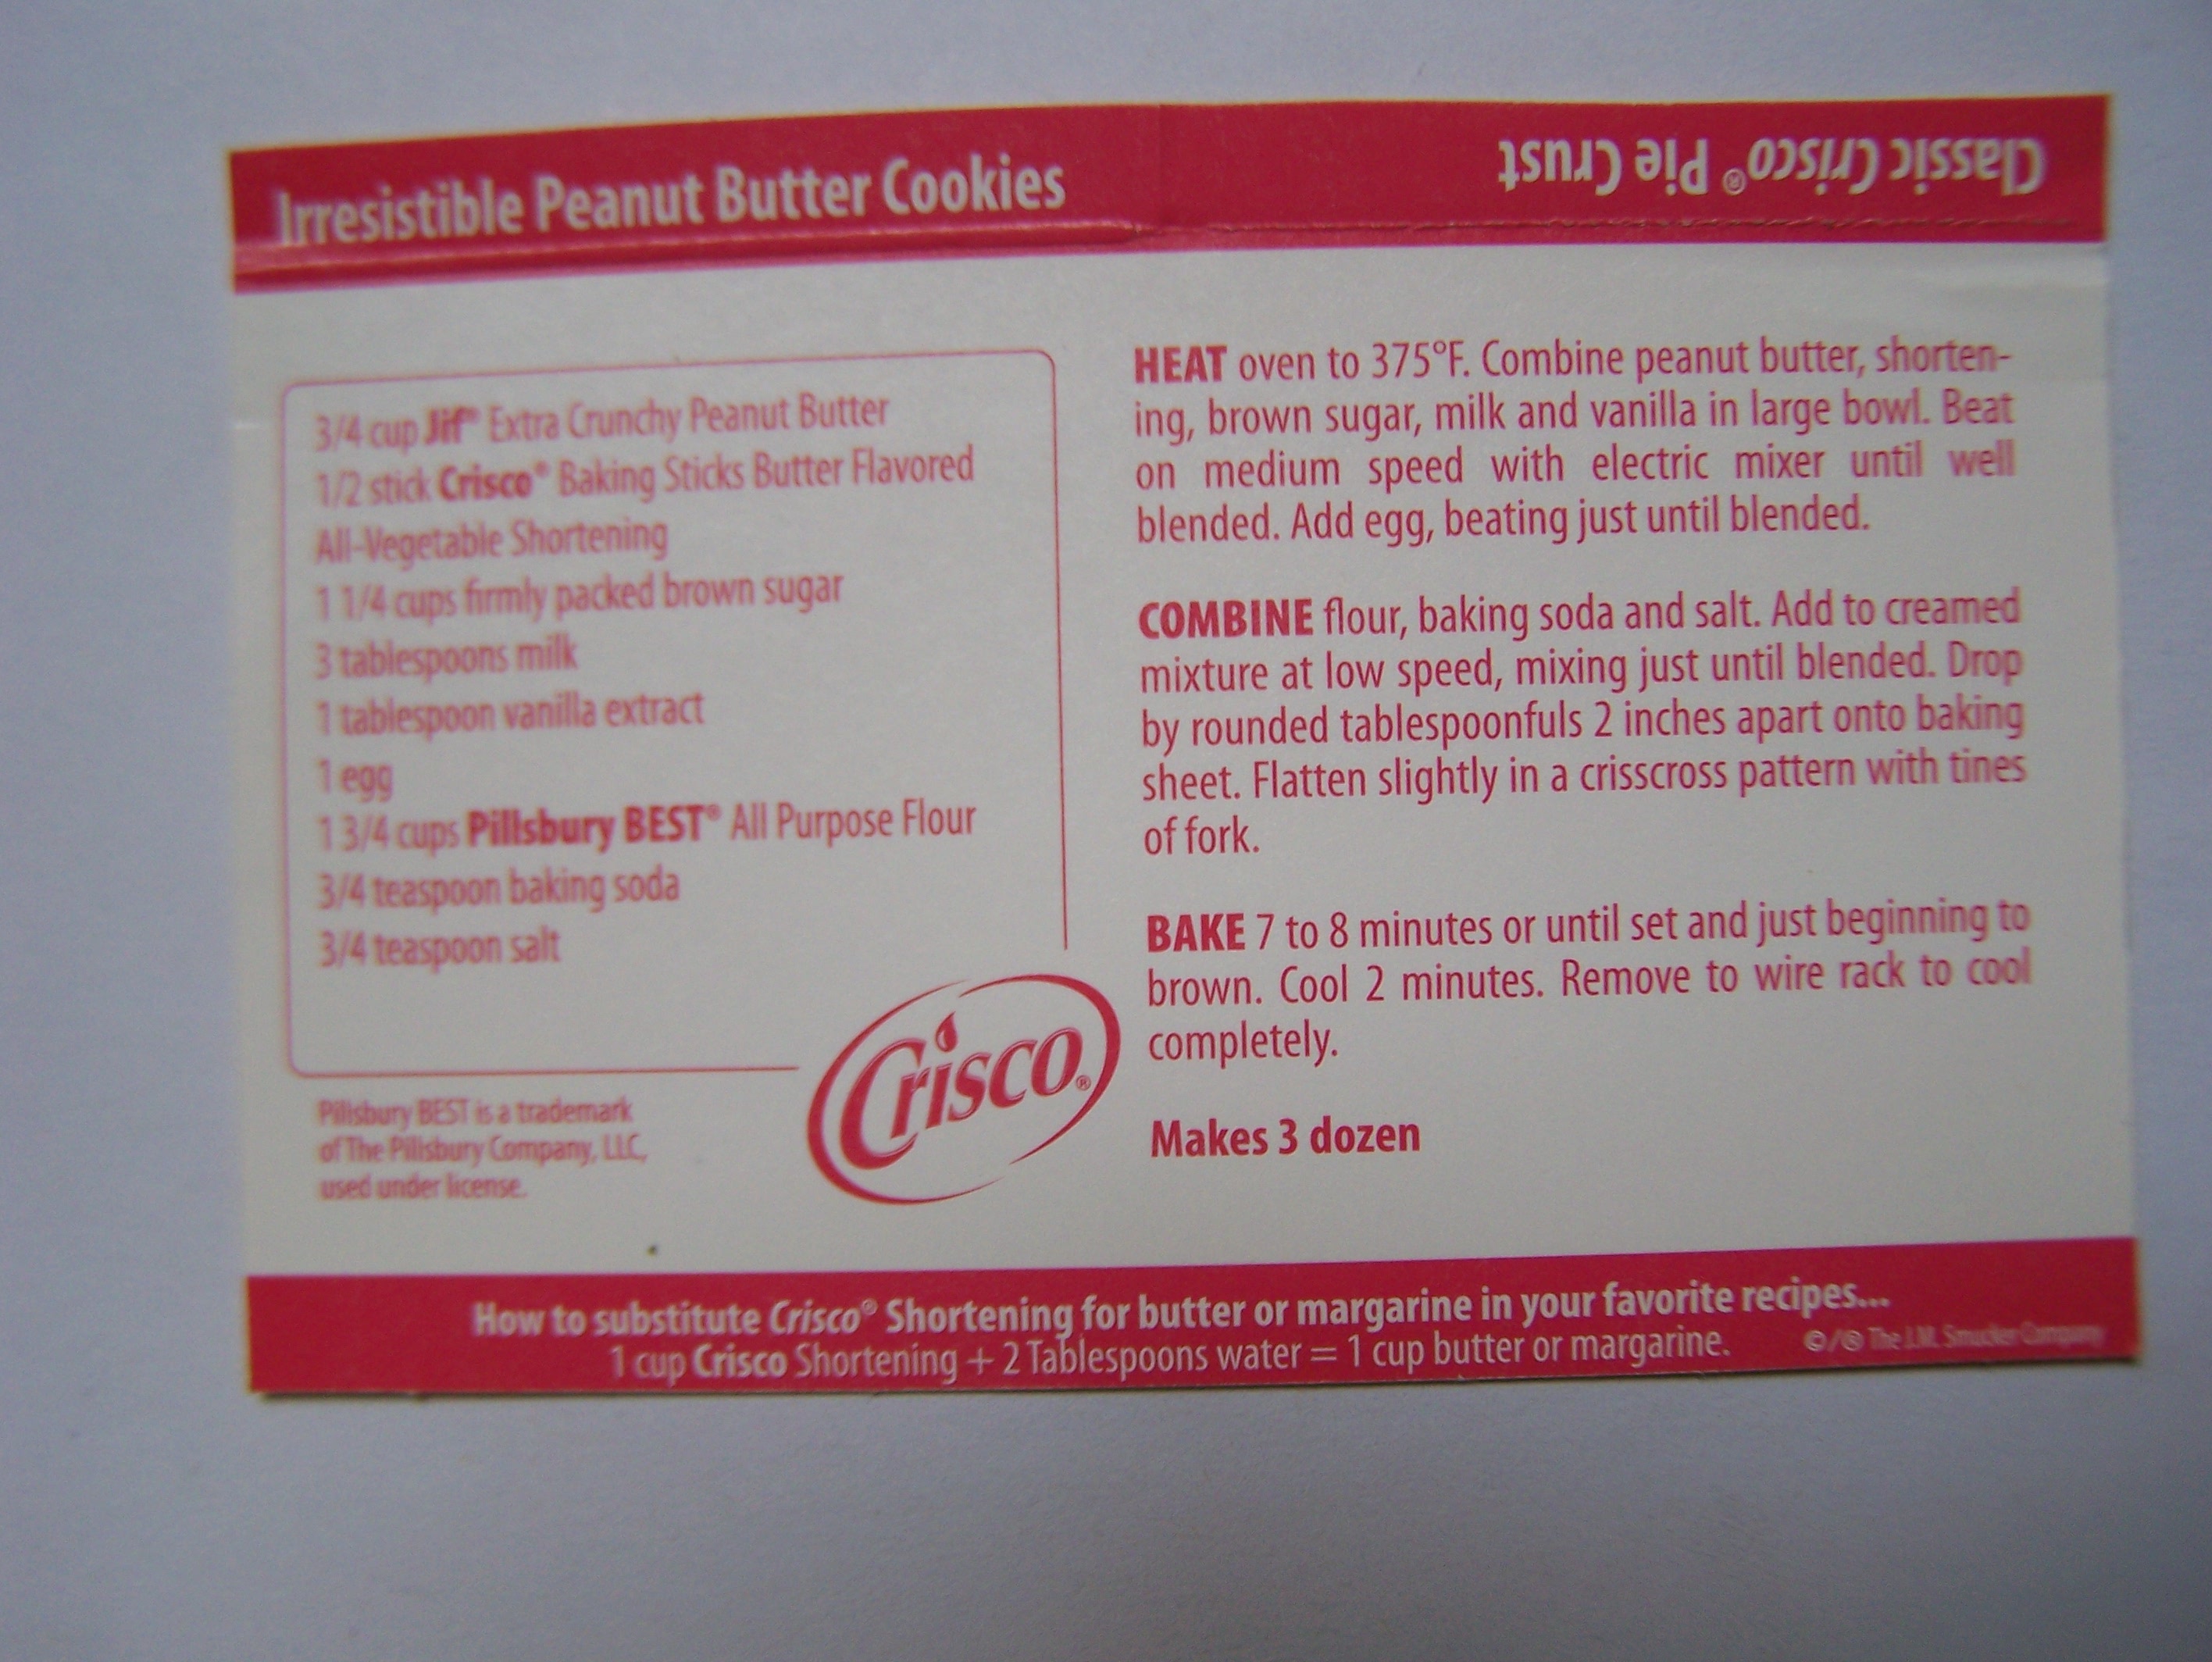 Irresistible Peanut Butter Cookies
Classic Crisco® Pie Crust
3/4 cup Jif® Extra Crunchy Peanut Butter
1/2 stick Crisco® Baking Sticks Butter Flavored
All-Vegetable Shortening
1 1/4 cups firmly packed brown sugar
3 tablespoons milk
1 tablespoon vanilla extract
1 egg
1 3/4 cups Pillsbury BEST® All Purpose Flour
3/4 teaspoon baking soda
3/4 teaspoon salt
Pillsbury BEST is a trademark
of The Pillsbury Company, LLC,
used under license.
Crisco®
HEAT oven to 375°F. Combine peanut butter, shorten-
ing, brown sugar, milk and vanilla in large bowl. Beat
on medium speed with electric mixer until well
blended. Add egg, beating just until blended.
COMBINE flour, baking soda and salt. Add to creamed
mixture at low speed, mixing just until blended. Drop
by rounded tablespoonfuls 2 inches apart onto baking
sheet. Flatten slightly in a crisscross pattern with tines
of fork.
BAKE 7 to 8 minutes or until set and just beginning to
brown. Cool 2 minutes. Remove to wire rack to cool
completely.
Makes 3 dozen
How to substitute Crisco® Shortening for butter or margarine in your favorite recipes...
1 cup Crisco Shortening + 2 Tablespoons water = 1 cup butter or margarine.
©/® The J.M. Smucker Company